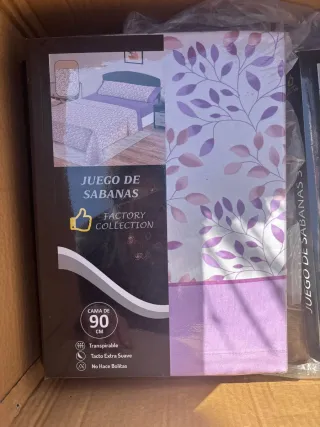 JUEGO DE
SABANAS
FACTORY
COLLECTION
CAMA DE
90
CM
Transpirable
Tacto Extra Suave
No Hace Bolitas
JUEGO DE SABANAS 3